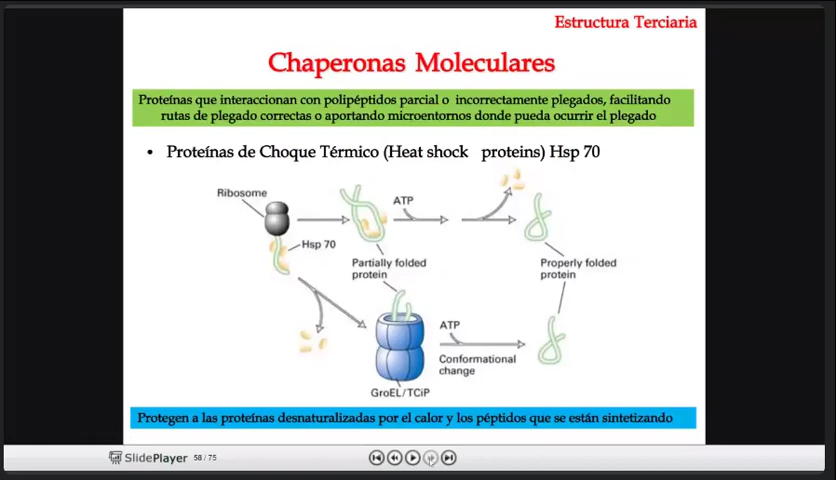 Estructura Terciaria
Chaperonas Moleculares
Proteínas que interaccionan con polipéptidos parcial o incorrectamente plegados, facilitando
rutas de plegado correctas o aportando microentornos donde pueda ocurrir el plegado
• Proteínas de Choque Térmico (Heat shock proteins) Hsp 70
Ribosome
ATP
Hsp 70
Partially folded
protein
Properly folded
protein
ATP
Conformational
change
GroEL/TCiP
Protegen a las proteínas desnaturalizadas por el calor y los péptidos que se están sintetizando
SlidePlayer 58 / 75